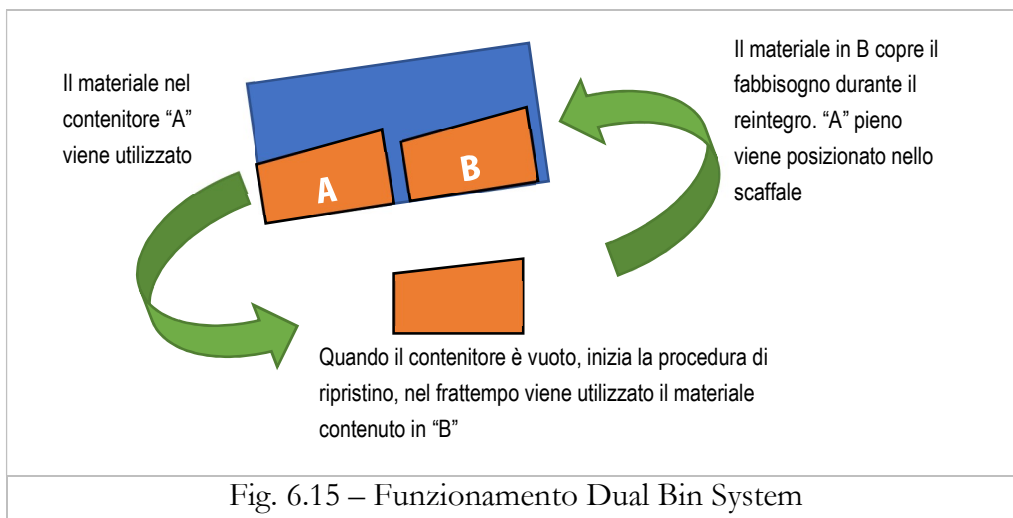 Il materiale nel
contenitore “A”
viene utilizzato
A
B
Il materiale in B copre il
fabbisogno durante il
reintegro. “A” pieno
viene posizionato nello
scaffale
Quando il contenitore è vuoto, inizia la procedura di
ripristino, nel frattempo viene utilizzato il materiale
contenuto in “B”
Fig. 6.15 – Funzionamento Dual Bin System